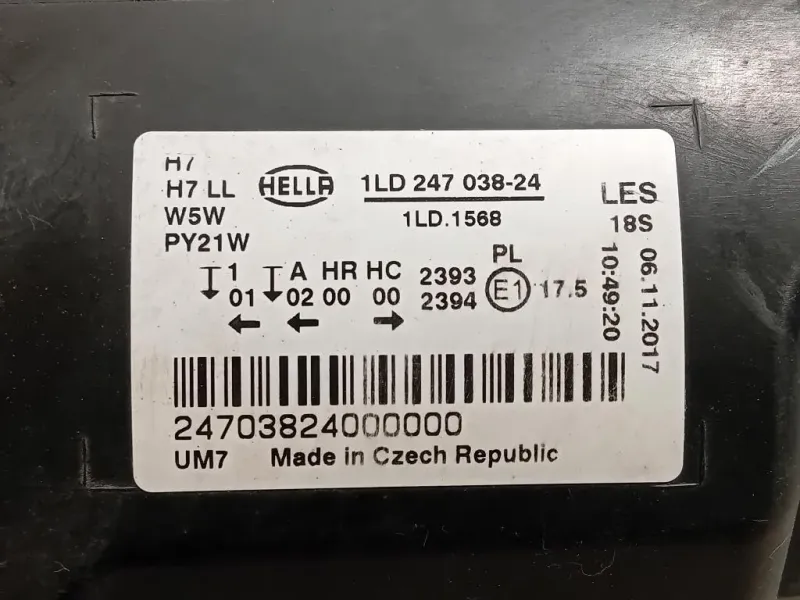 H7
H7 LL
W5W
PY21W
HELLA
1LD 247 038-24
1LD.1568
LES
18S
1 A HR HC
01 02 00 00
PL
2393
2394
E1
17.5
10:49:20
06.11.2017
24703824000000
UM7 Made in Czech Republic